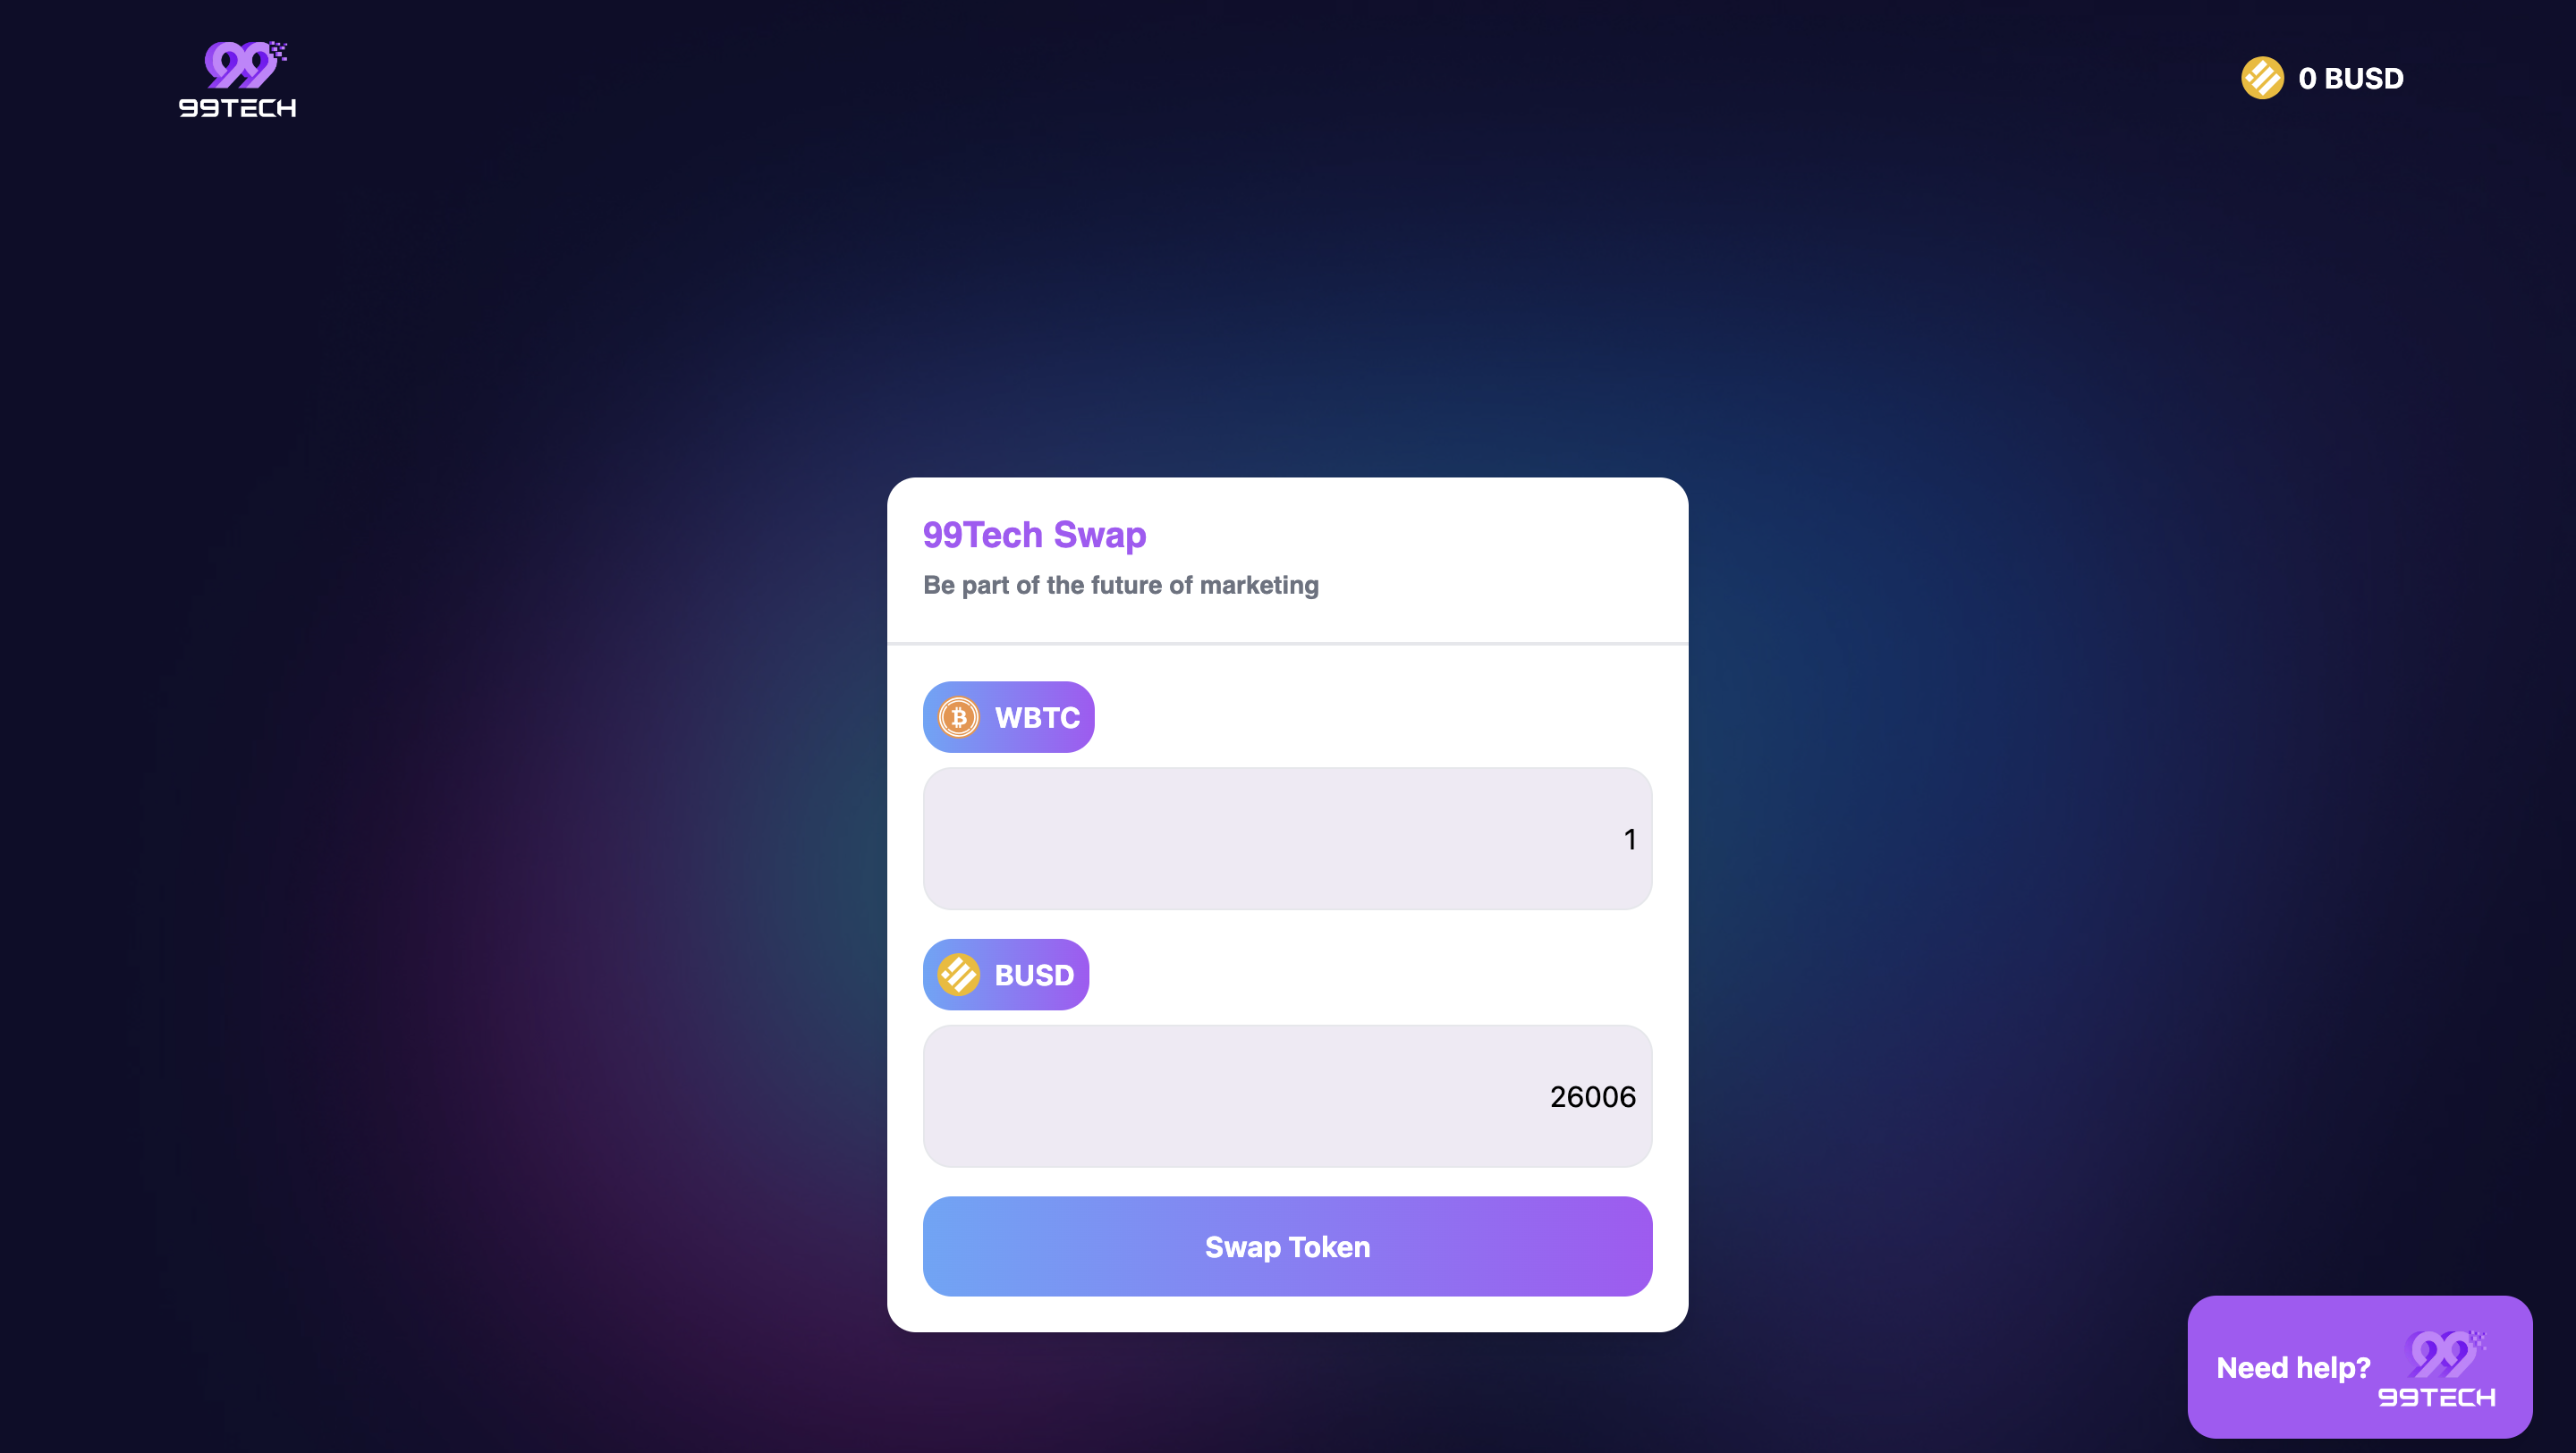 99TECH
0 BUSD
99Tech Swap
Be part of the future of marketing
WBTC
1
BUSD
26006
Swap Token
Need help?
99TECH